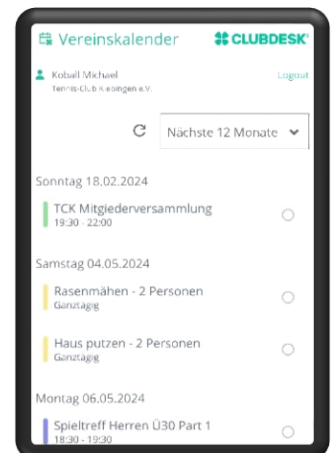 Vereinskalender
CLUBDESK
Koball Michael
Logout
Tennis-Club Kiebingen e.V.
Nächste 12 Monate
Sonntag 18.02.2024
TCK Mitgiederversammlung
19:30 - 22:00
Samstag 04.05.2024
Rasenmähen - 2 Personen
Ganztägig
Haus putzen - 2 Personen
Ganztägig
Montag 06.05.2024
Spieltreff Herren Ü30 Part 1
18:30 - 19:30